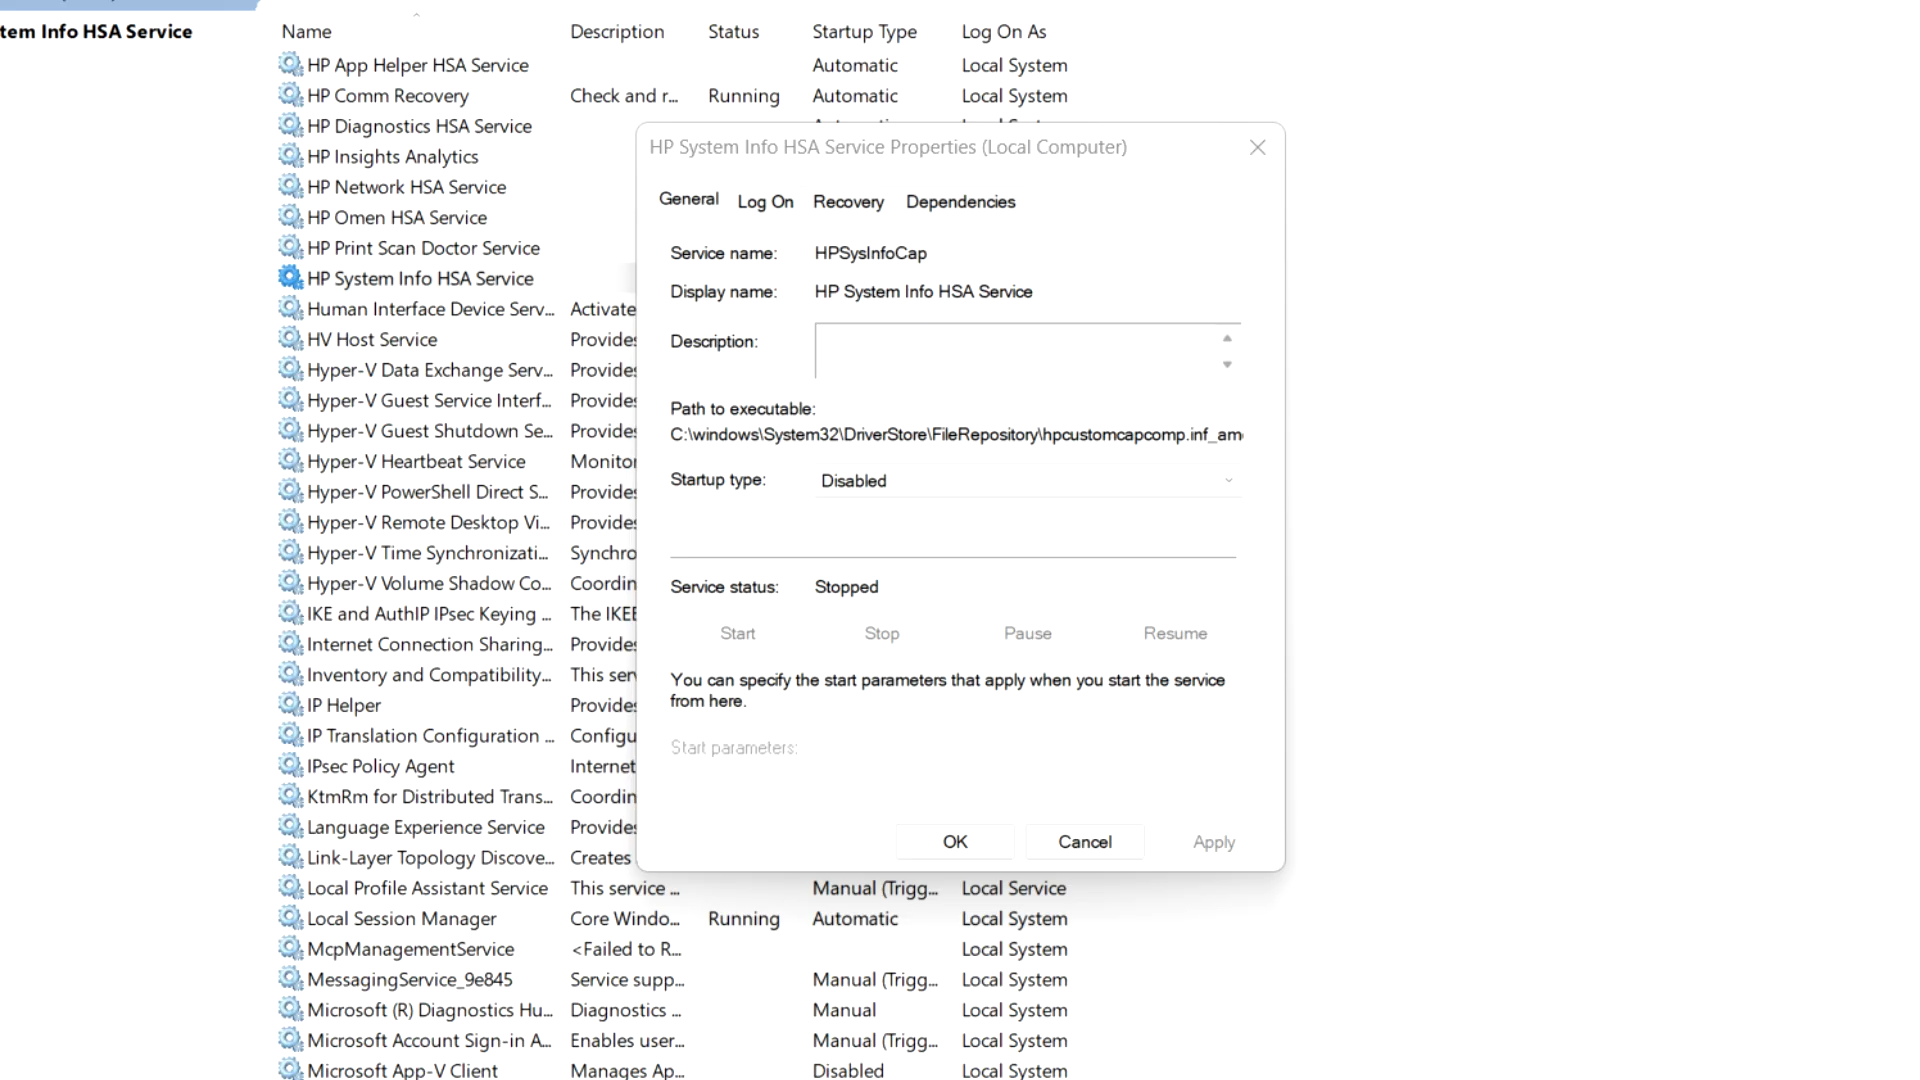 tem Info HSA Service
Name Description Status Startup Type Log On As
HP App Helper HSA Service Automatic Local System
HP Comm Recovery Check and r... Running Automatic Local System
HP Diagnostics HSA Service
HP Insights Analytics
HP Network HSA Service
HP Omen HSA Service
HP Print Scan Doctor Service
HP System Info HSA Service
Human Interface Device Serv... Activate
HV Host Service Provides
Hyper-V Data Exchange Serv... Provides
Hyper-V Guest Service Interf... Provides
Hyper-V Guest Shutdown Se... Provides
Hyper-V Heartbeat Service Monitor
Hyper-V PowerShell Direct S... Provides
Hyper-V Remote Desktop Vi... Provides
Hyper-V Time Synchronizati... Synchro
Hyper-V Volume Shadow Co... Coordin
IKE and AuthIP IPsec Keying ... The IKEE
Internet Connection Sharing... Provides
Inventory and Compatibility... This serv
IP Helper Provides
IP Translation Configuration ... Configu
IPsec Policy Agent Internet
KtmRm for Distributed Trans... Coordin
Language Experience Service Provides
Link-Layer Topology Discove... Creates
Local Profile Assistant Service This service ... Manual (Trigg... Local Service
Local Session Manager Core Windo... Running Automatic Local System
McpManagementService <Failed to R... Local System
MessagingService_9e845 Service supp... Manual (Trigg... Local System
Microsoft (R) Diagnostics Hu... Diagnostics ... Manual Local System
Microsoft Account Sign-in A... Enables user... Manual (Trigg... Local System
Microsoft App-V Client Manages Ap... Disabled Local System
HP System Info HSA Service Properties (Local Computer)
General Log On Recovery Dependencies
Service name: HPSysInfoCap
Display name: HP System Info HSA Service
Description:
Path to executable:
C:\windows\System32\DriverStore\FileRepository\hpcustomcapcomp.inf_am
Startup type: Disabled
Service status: Stopped
Start Stop Pause Resume
You can specify the start parameters that apply when you start the service
from here.
Start parameters:
OK Cancel Apply